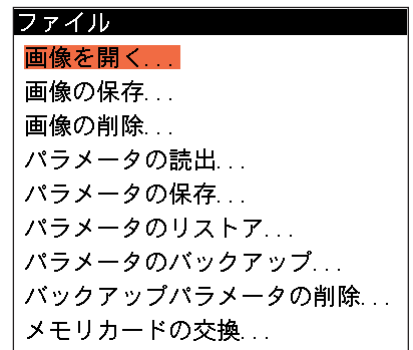 ファイル
画像を開く...
画像の保存...
画像の削除...
パラメータの読出...
パラメータの保存...
パラメータのリストア...
パラメータのバックアップ...
バックアップパラメータの削除...
メモリカードの交換...